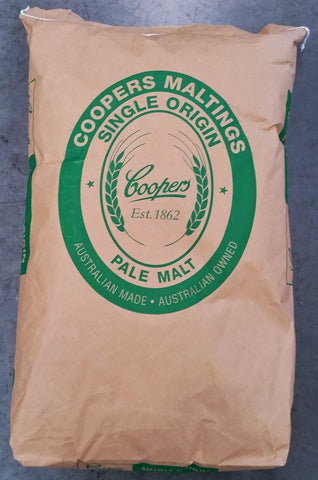 COOPERS MALTINGS
SINGLE ORIGIN
Coopers
Est. 1862
PALE MALT
AUSTRALIAN MADE • AUSTRALIAN OWNED